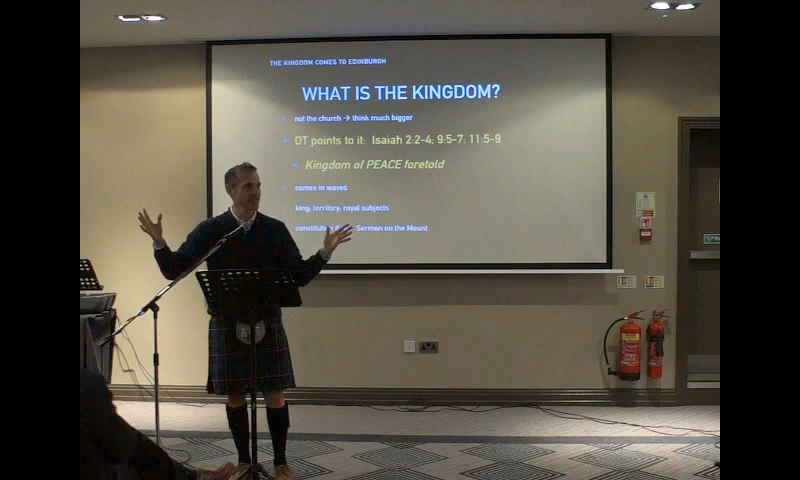 THE KINGDOM COMES TO EDINBURGH
WHAT IS THE KINGDOM?
not the church → think much bigger
OT points to it: Isaiah 2:2-4; 9:5-7; 11:5-9
Kingdom of PEACE foretold
comes in waves
king; territory; royal subjects
Sermon on the Mount